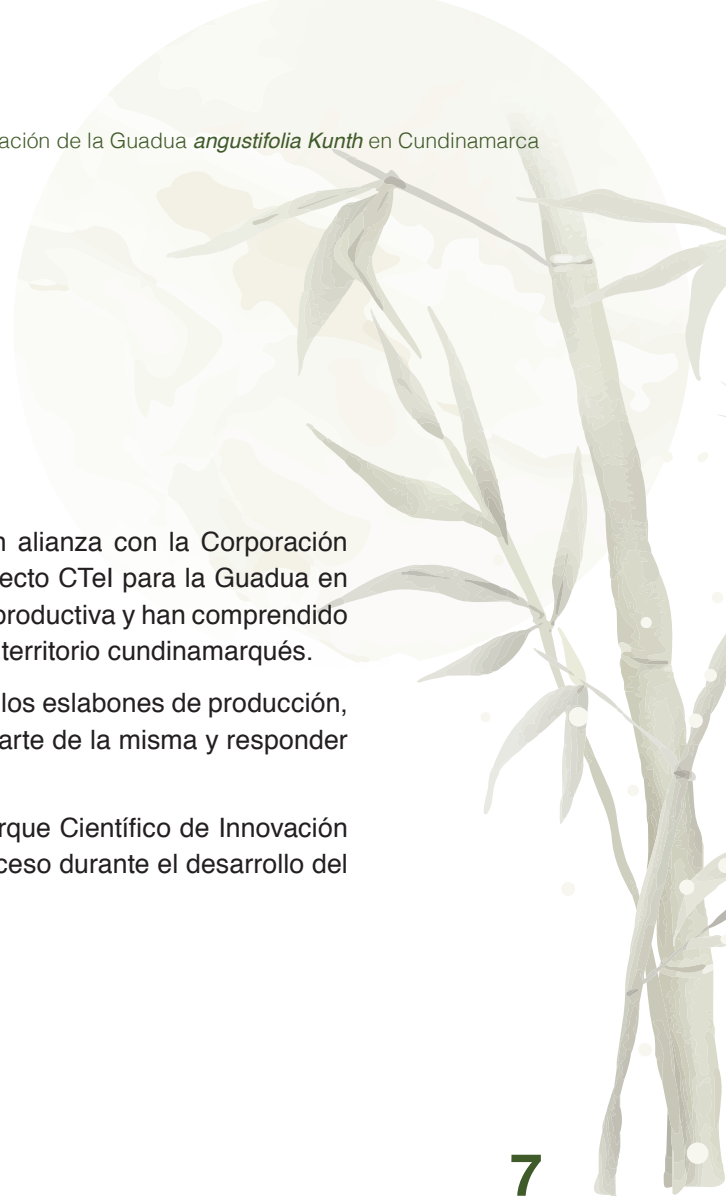 ación de la Guadua angustifolia Kunth en Cundinamarca
n alianza con la Corporación
ecto CTeI para la Guadua en
productiva y han comprendido
territorio cundinamarqués.
los eslabones de producción,
arte de la misma y responder
rque Científico de Innovación
ceso durante el desarrollo del
7